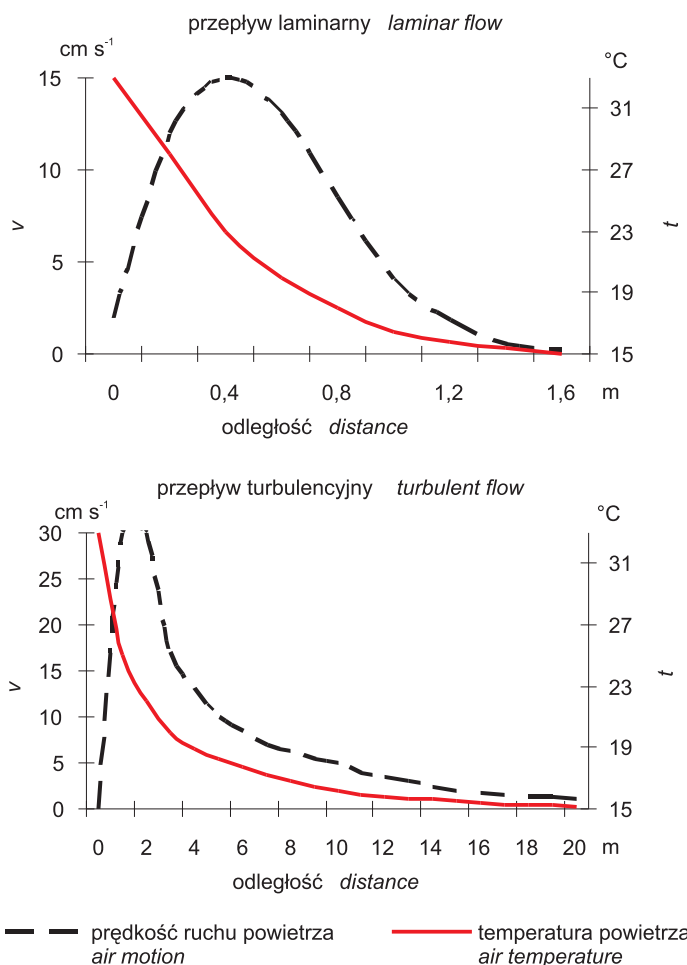 przepływ laminarny laminar flow
cm s⁻¹
°C
15
31
10
27
v
23
t
5
19
0
15
0 0,4 0,8 1,2 1,6 m
odległość distance
przepływ turbulencyjny turbulent flow
cm s⁻¹
°C
30
31
25
20
27
15
v
23
t
10
19
5
0
15
0 2 4 6 8 10 12 14 16 18 20 m
odległość distance
prędkość ruchu powietrza
air motion
temperatura powietrza
air temperature